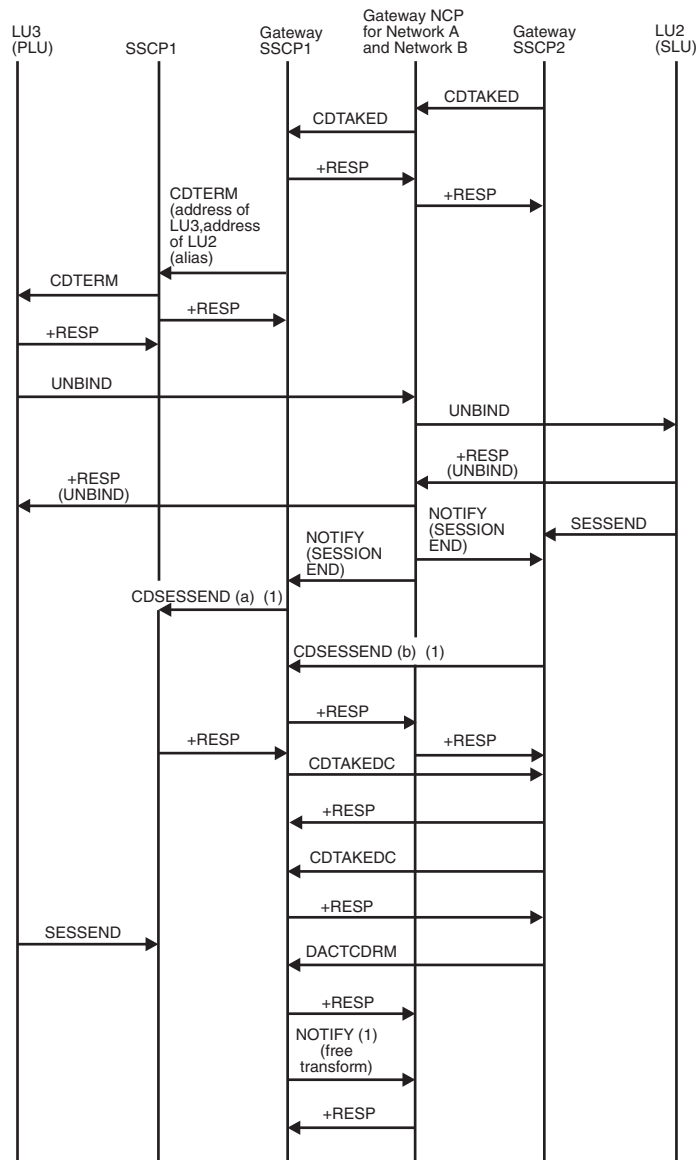 LU3
(PLU)
SSCP1
Gateway
SSCP1
Gateway NCP
for Network A
and Network B
Gateway
SSCP2
LU2
(SLU)
CDTAKED
CDTAKED
+RESP
+RESP
CDTERM
(address of
LU3,address
of LU2
(alias)
CDTERM
+RESP
+RESP
UNBIND
UNBIND
+RESP
(UNBIND)
+RESP
(UNBIND)
NOTIFY
(SESSION
END)
SESSEND
NOTIFY
(SESSION
END)
CDSESSEND (a) (1)
CDSESSEND (b) (1)
+RESP
+RESP
+RESP
CDTAKEDC
+RESP
CDTAKEDC
+RESP
SESSEND
DACTCDRM
+RESP
NOTIFY (1)
(free
transform)
+RESP